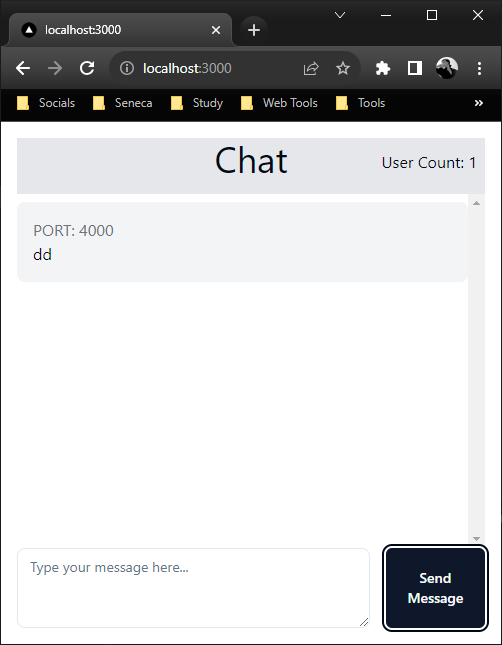 localhost:3000
localhost:3000
Socials Seneca Study Web Tools Tools
Chat
User Count: 1
PORT: 4000
dd
Type your message here...
Send
Message